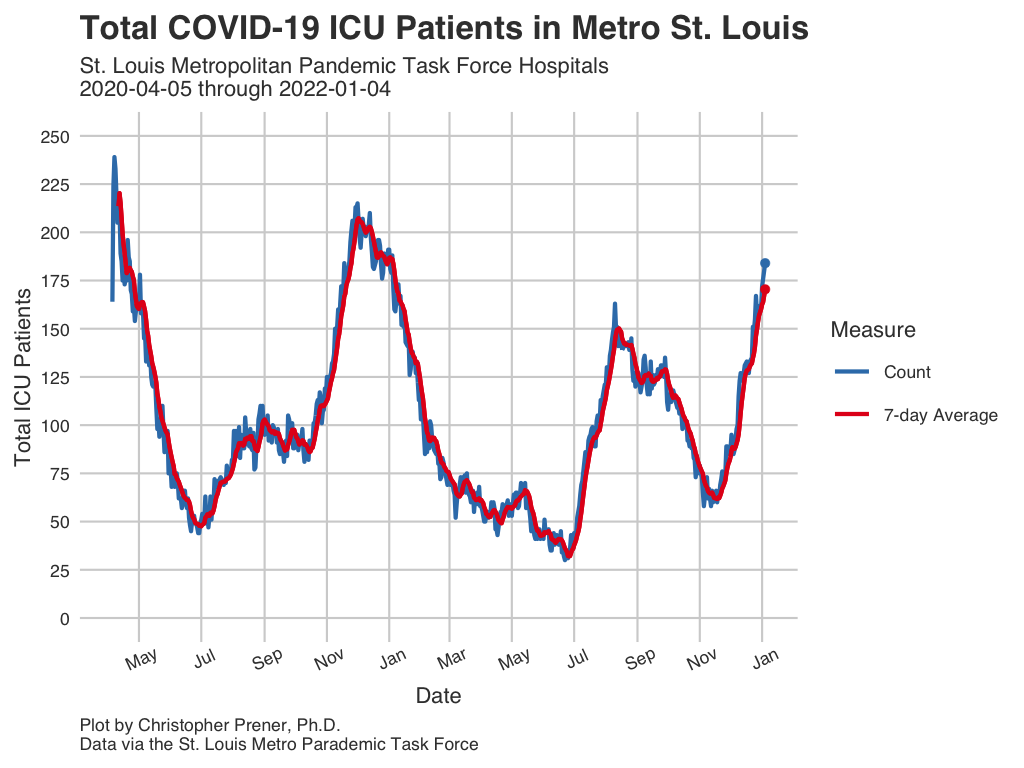 Total COVID-19 ICU Patients in Metro St. Louis
St. Louis Metropolitan Pandemic Task Force Hospitals
2020-04-05 through 2022-01-04
Total ICU Patients
250
225
200
175
150
125
100
75
50
25
0
May
Jul
Sep
Nov
Jan
Mar
May
Jul
Sep
Nov
Jan
Date
Measure
Count
7-day Average
Plot by Christopher Prener, Ph.D.
Data via the St. Louis Metro Parademic Task Force